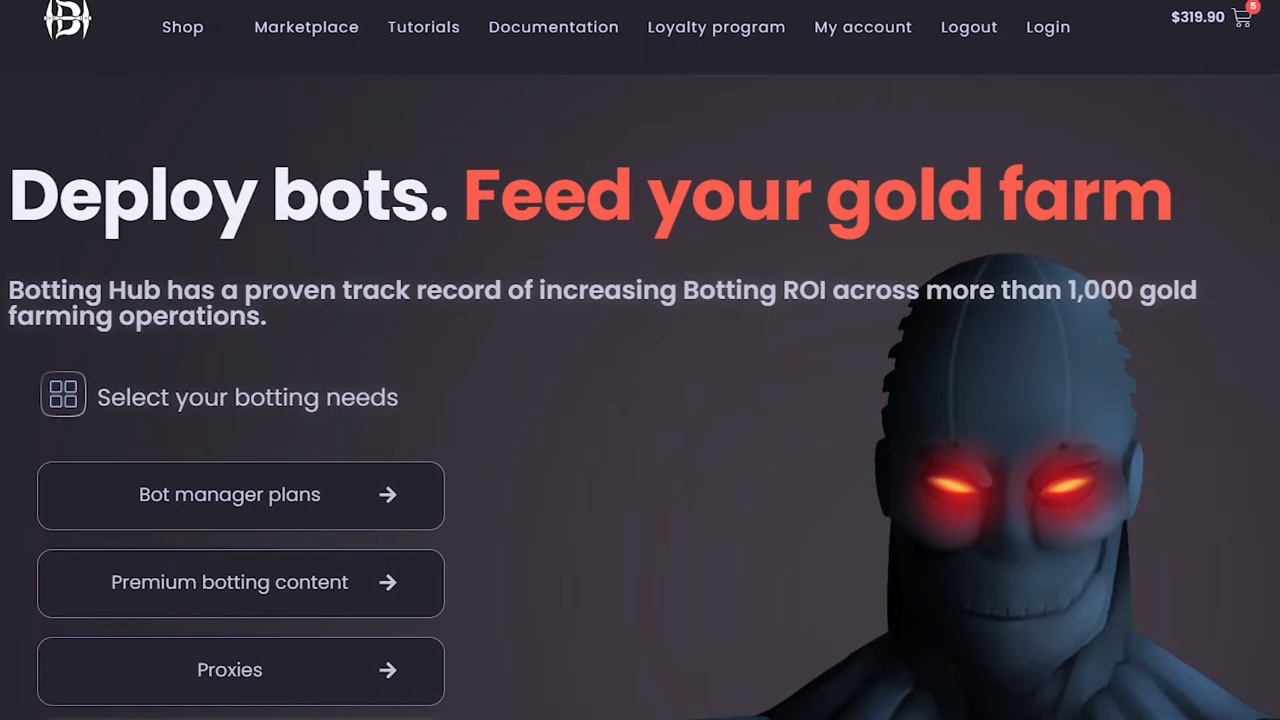 B
Shop Marketplace Tutorials Documentation Loyalty program My account Logout Login $319.90 5
Deploy bots. Feed your gold farm
Botting Hub has a proven track record of increasing Botting ROI across more than 1,000 gold
farming operations.
Select your botting needs
Bot manager plans
Premium botting content
Proxies